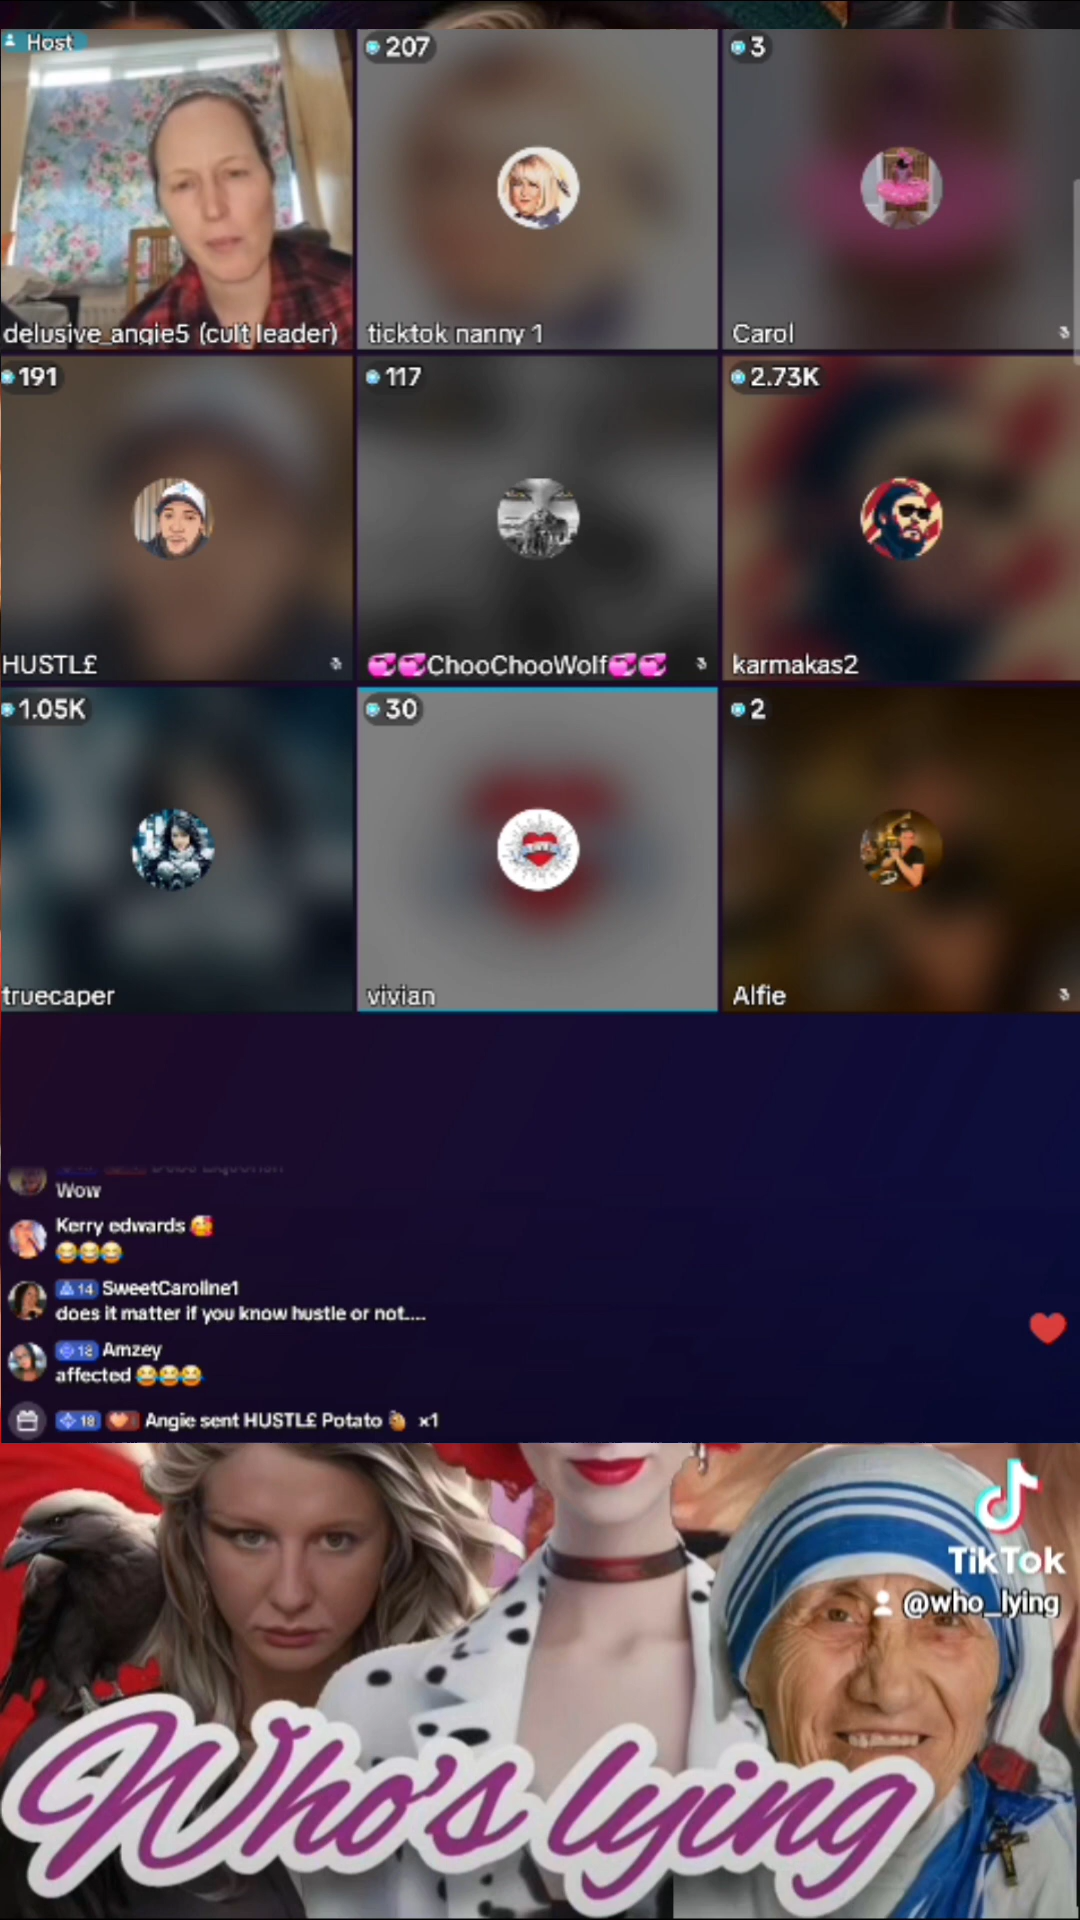 Host
207
3
delusive_angie5 (cult leader)
ticktok nanny 1
Carol
191
117
2.73K
HUSTL£
💞💞ChooChooWolf💞💞
karmakas2
1.05K
30
2
truecaper
vivian
Alfie
Wow
Kerry edwards 🥰
😂😂😂
14 SweetCaroline1
does it matter if you know hustle or not....
18 Amzey
affected 😂😂😂
18 Angie sent HUSTL£ Potato x1
TikTok
@who_lying
Who's lying